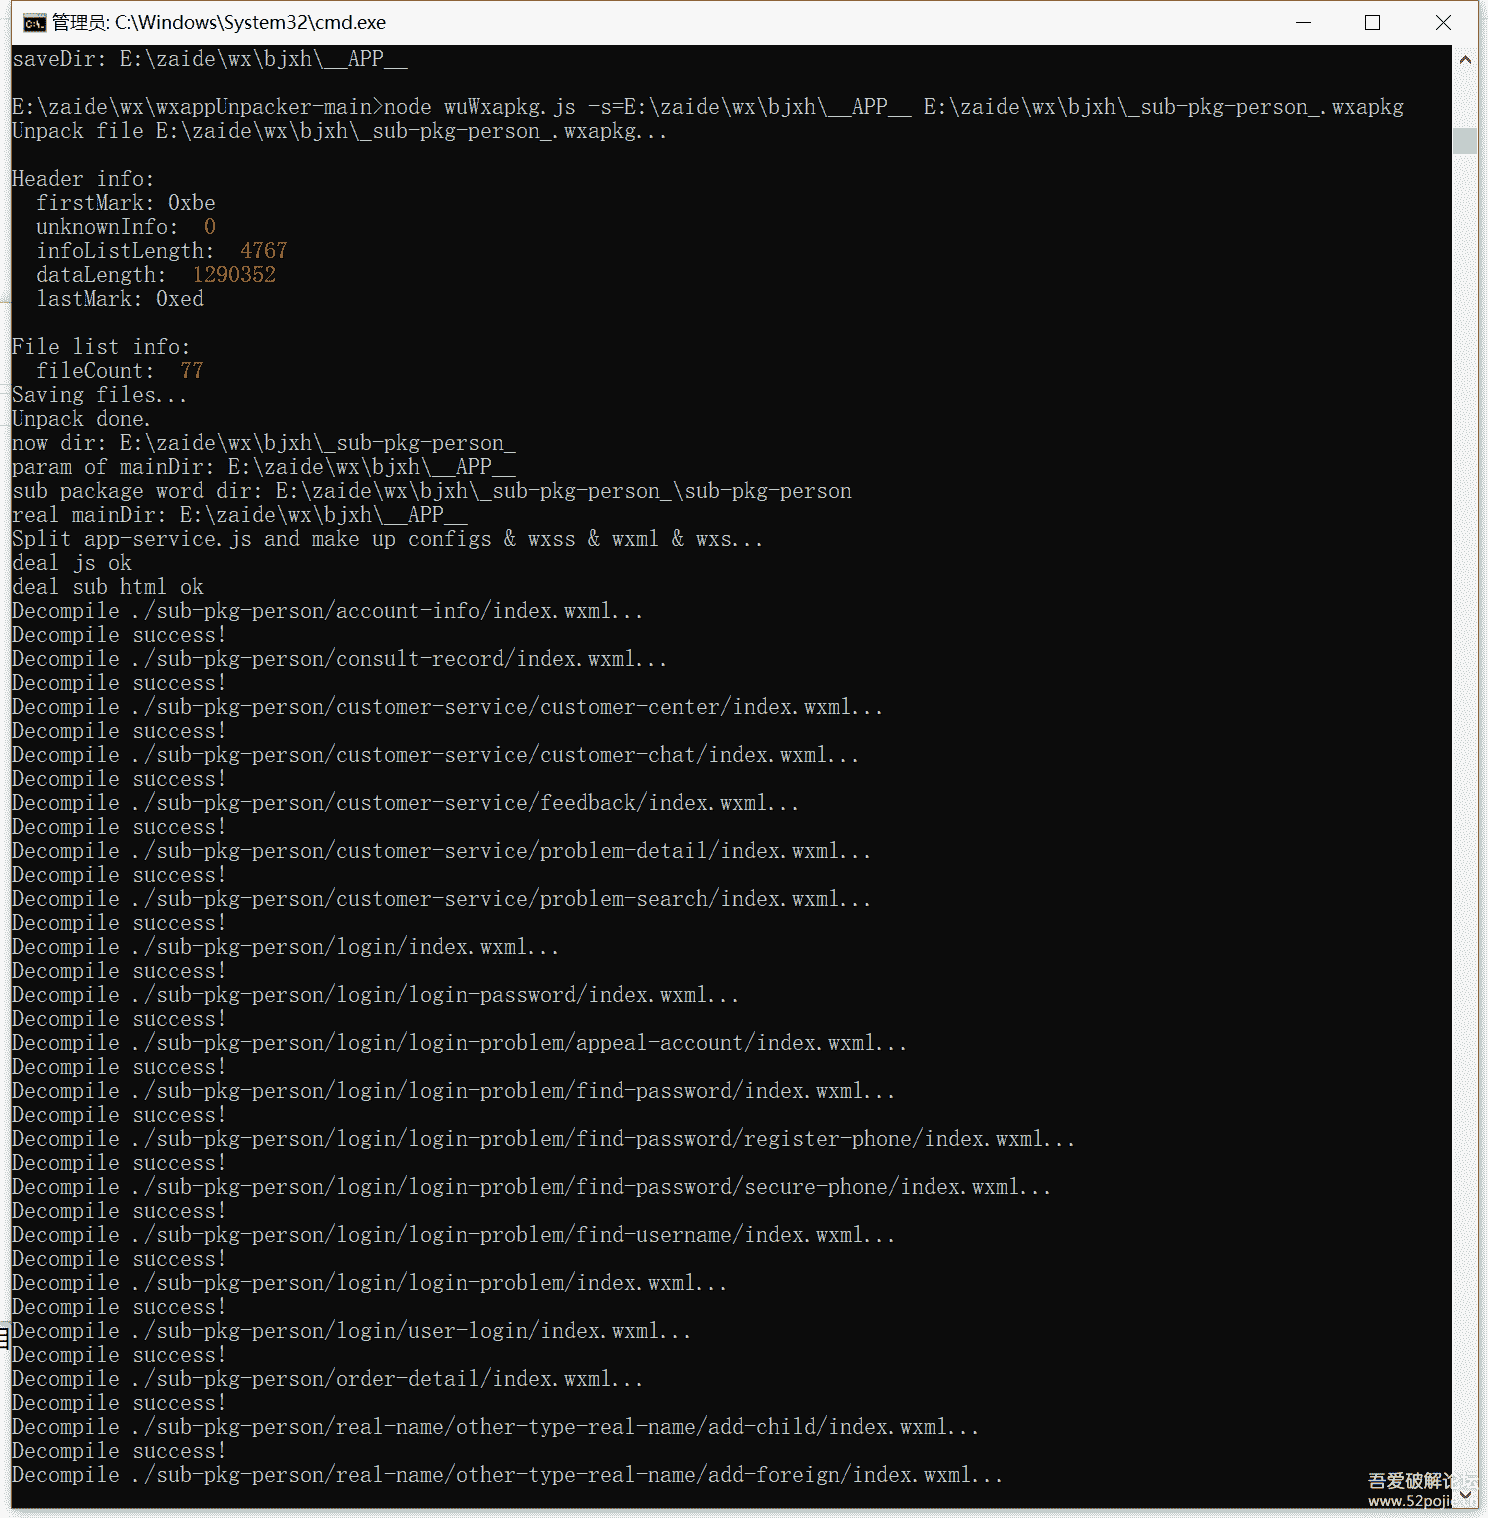 管理员: C:\Windows\System32\cmd.exe
saveDir: E:\zaide\wx\bjxh\__APP__
E:\zaide\wx\wxappUnpacker-main>node wuWxapkg.js -s=E:\zaide\wx\bjxh\__APP__ E:\zaide\wx\bjxh\_sub-pkg-person_.wxapkg
Unpack file E:\zaide\wx\bjxh\_sub-pkg-person_.wxapkg...
Header info:
firstMark: 0xbe
unknownInfo: 0
infoListLength: 4767
dataLength: 1290352
lastMark: 0xed
File list info:
fileCount: 77
Saving files...
Unpack done.
now dir: E:\zaide\wx\bjxh\_sub-pkg-person_
param of mainDir: E:\zaide\wx\bjxh\__APP__
sub package word dir: E:\zaide\wx\bjxh\_sub-pkg-person_\sub-pkg-person
real mainDir: E:\zaide\wx\bjxh\__APP__
Split app-service.js and make up configs & wxss & wxml & wxs...
deal js ok
deal sub html ok
Decompile ./sub-pkg-person/account-info/index.wxml...
Decompile success!
Decompile ./sub-pkg-person/consult-record/index.wxml...
Decompile success!
Decompile ./sub-pkg-person/customer-service/customer-center/index.wxml...
Decompile success!
Decompile ./sub-pkg-person/customer-service/customer-chat/index.wxml...
Decompile success!
Decompile ./sub-pkg-person/customer-service/feedback/index.wxml...
Decompile success!
Decompile ./sub-pkg-person/customer-service/problem-detail/index.wxml...
Decompile success!
Decompile ./sub-pkg-person/customer-service/problem-search/index.wxml...
Decompile success!
Decompile ./sub-pkg-person/login/index.wxml...
Decompile success!
Decompile ./sub-pkg-person/login/login-password/index.wxml...
Decompile success!
Decompile ./sub-pkg-person/login/login-problem/appeal-account/index.wxml...
Decompile success!
Decompile ./sub-pkg-person/login/login-problem/find-password/index.wxml...
Decompile success!
Decompile ./sub-pkg-person/login/login-problem/find-password/register-phone/index.wxml...
Decompile success!
Decompile ./sub-pkg-person/login/login-problem/find-password/secure-phone/index.wxml...
Decompile success!
Decompile ./sub-pkg-person/login/login-problem/find-username/index.wxml...
Decompile success!
Decompile ./sub-pkg-person/login/login-problem/index.wxml...
Decompile success!
Decompile ./sub-pkg-person/login/user-login/index.wxml...
Decompile success!
Decompile ./sub-pkg-person/order-detail/index.wxml...
Decompile success!
Decompile ./sub-pkg-person/real-name/other-type-real-name/add-child/index.wxml...
Decompile success!
Decompile ./sub-pkg-person/real-name/other-type-real-name/add-foreign/index.wxml...
吾爱破解论坛
www.52pojie.cn